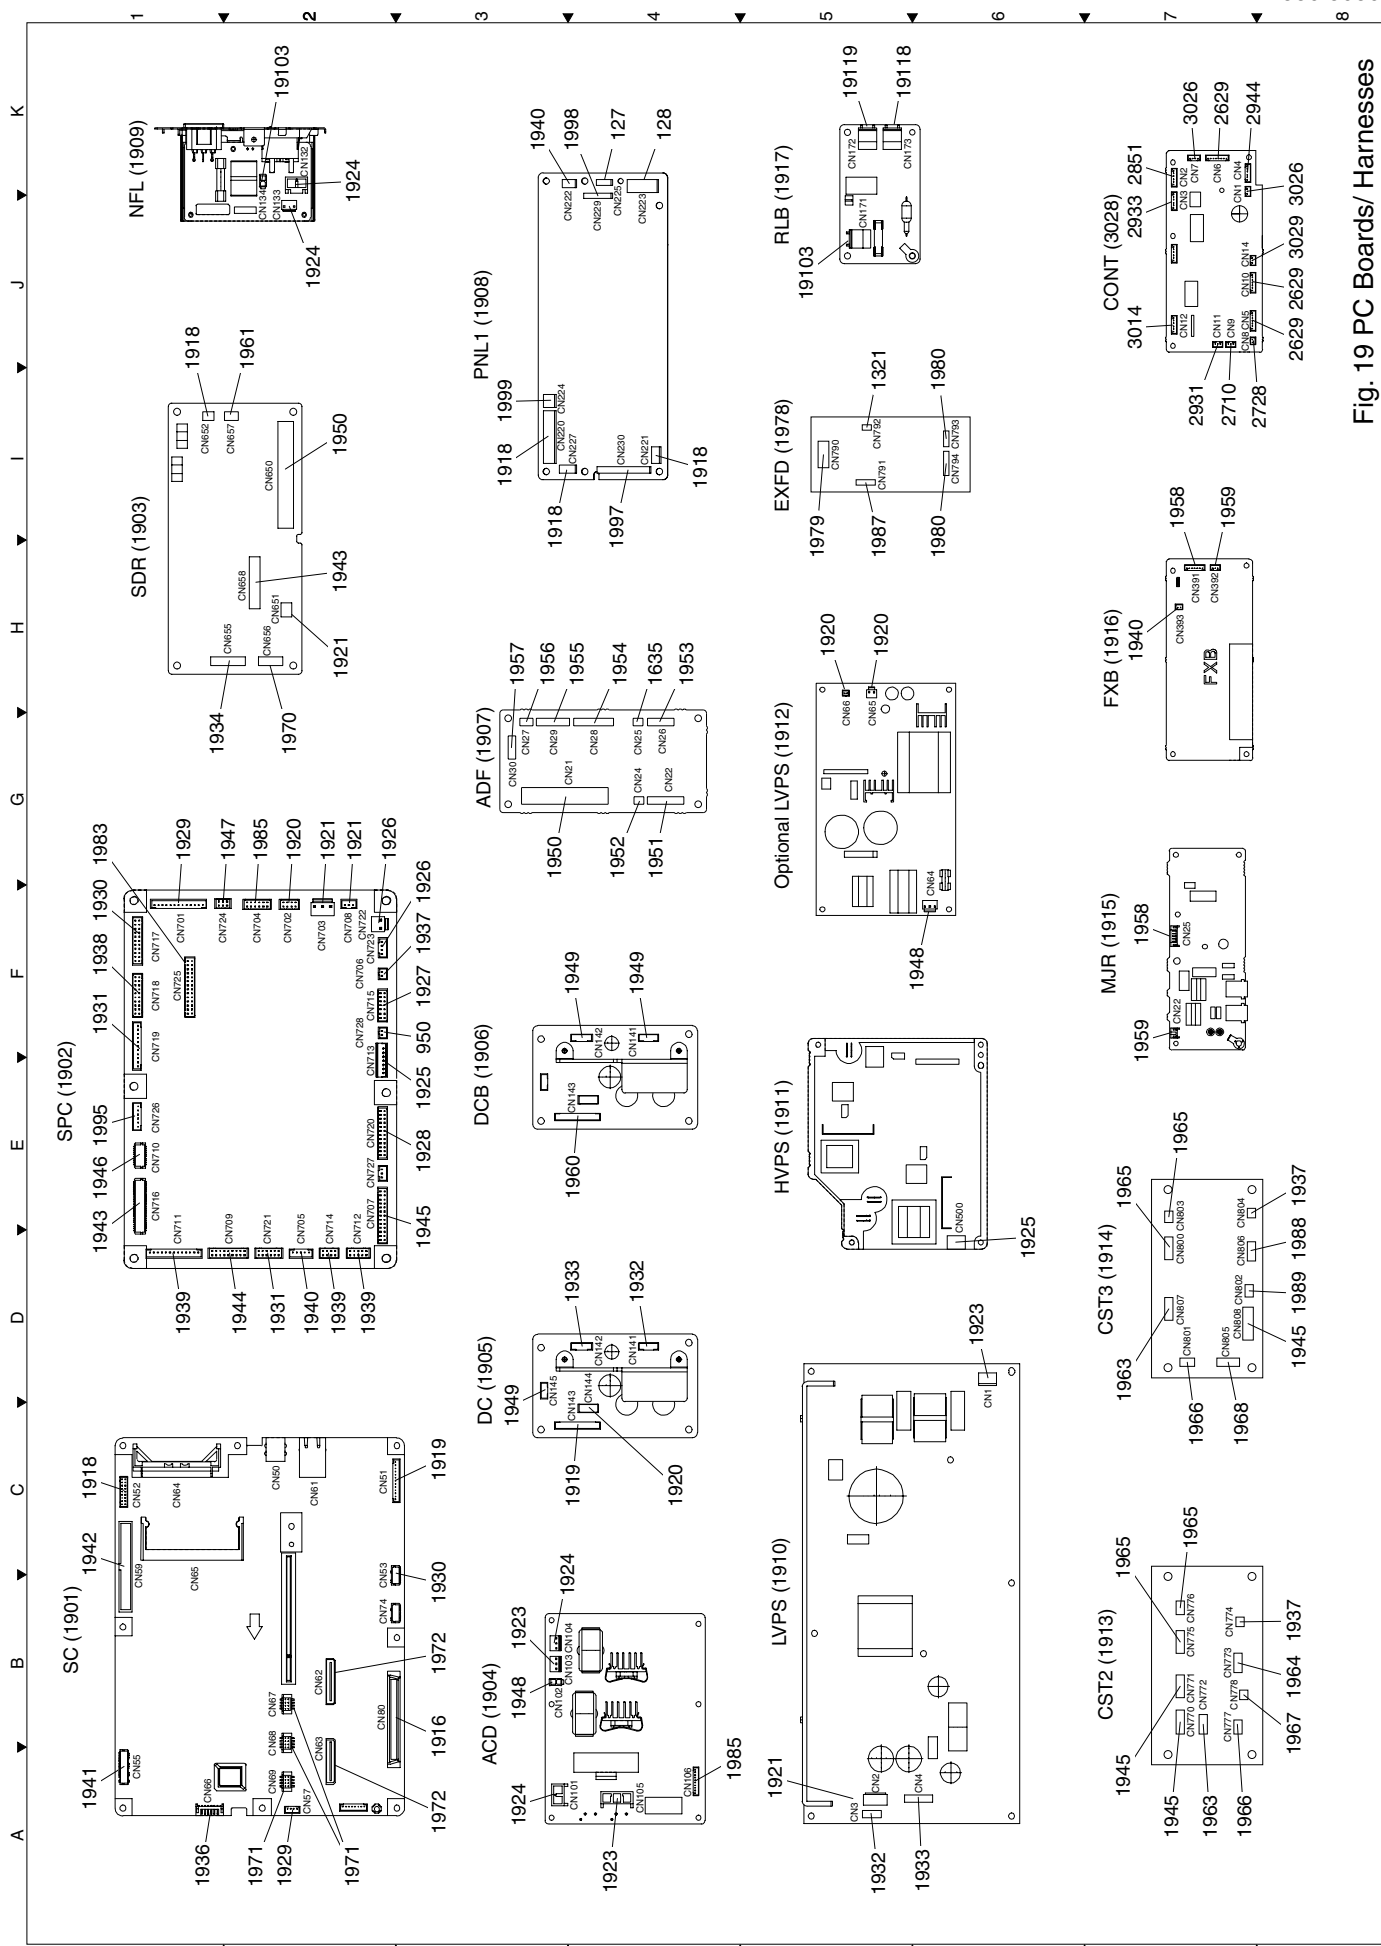 Fig. 19 PC Boards/ Harnesses
1
2
3
4
5
6
7
8
A
B
C
D
E
F
G
H
I
J
K
SC (1901)
1941
1942
1918
1936
1971
1929
1971
1972
1972
1916
1930
1919
CN55
CN59
CN52
CN64
CN65
CN66
CN69
CN68
CN67
CN57
CN63
CN62
CN80
CN74
CN53
CN50
CN61
CN51
SPC (1902)
1943
1946
1995
1931
1938
1930
1983
1929
1947
1985
1920
1921
1921
1926
1926
1937
1927
950
1925
1928
1945
1939
1944
1931
1940
1939
1939
CN716
CN710
CN726
CN719
CN718
CN717
CN725
CN701
CN724
CN704
CN702
CN703
CN708
CN722
CN723
CN706
CN715
CN728
CN713
CN720
CN727
CN707
CN711
CN709
CN721
CN705
CN714
CN712
SDR (1903)
1918
1961
1950
1943
1921
1934
1970
CN652
CN657
CN650
CN658
CN651
CN655
CN656
NFL (1909)
19103
1924
1924
CN134
CN133
CN132
ACD (1904)
1948
1923
1924
1924
1923
1985
CN102
CN103
CN104
CN101
CN105
CN106
DC (1905)
1949
1933
1932
1919
1920
CN145
CN143
CN144
CN142
CN141
DCB (1906)
1949
1949
1960
CN143
CN142
CN141
ADF (1907)
1957
1956
1955
1954
1635
1953
1950
1952
1951
CN30
CN27
CN29
CN28
CN25
CN26
CN21
CN24
CN22
PNL1 (1908)
1918
1999
1940
1998
127
128
1918
1997
1918
CN224
CN220
CN227
CN230
CN221
CN222
CN229
CN225
CN223
LVPS (1910)
1921
1932
1933
1923
CN3
CN2
CN4
CN1
HVPS (1911)
1925
CN500
Optional LVPS (1912)
1920
1920
1948
CN66
CN65
CN64
EXFD (1978)
1979
1987
1980
1321
1980
CN790
CN791
CN792
CN794
CN793
RLB (1917)
19103
19119
19118
CN171
CN172
CN173
CST2 (1913)
1945
1945
1963
1966
1965
1965
1937
1964
1967
CN770
CN771
CN772
CN777
CN778
CN773
CN775
CN776
CN774
CST3 (1914)
1963
1965
1965
1966
1968
1945
1989
1988
1937
CN807
CN800
CN803
CN801
CN805
CN808
CN802
CN806
CN804
MJR (1915)
1959
1958
CN22
CN25
FXB (1916)
1940
1958
1959
CN393
CN391
CN392
FXB
CONT (3028)
3014
2933
2851
3026
2629
2944
3026
3029
2629
2629
2728
2710
2931
CN12
CN3
CN2
CN7
CN6
CN4
CN1
CN14
CN10
CN5
CN8
CN9
CN11